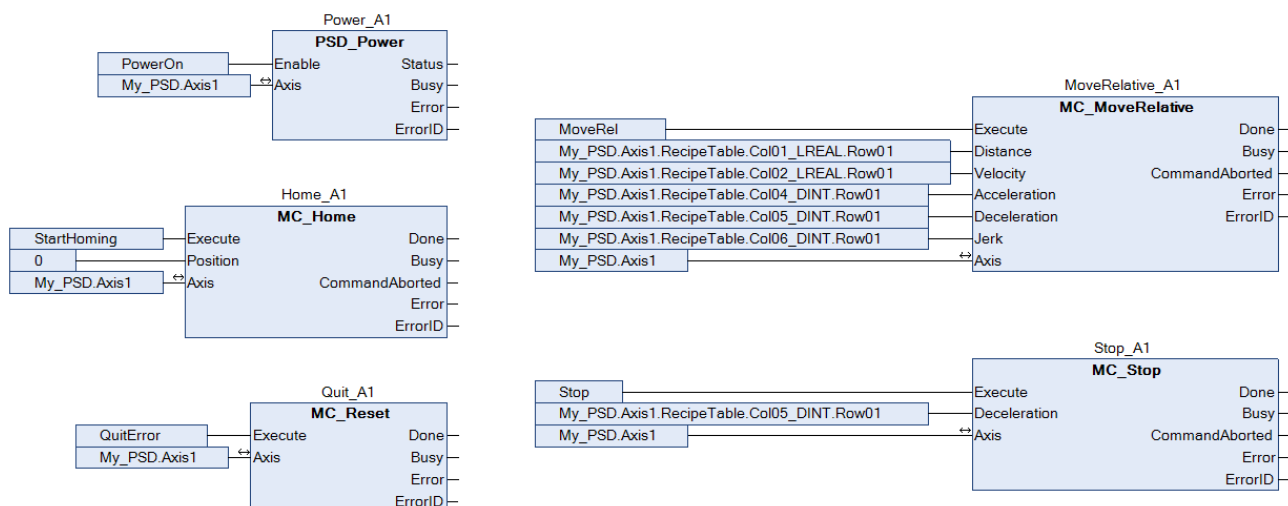 Power_A1
PSD_Power
PowerOn Enable Status
My_PSD.Axis1 Axis Busy
Error
ErrorID
Home_A1
MC_Home
StartHoming Execute Done
0 Position Busy
My_PSD.Axis1 Axis CommandAborted
Error
ErrorID
Quit_A1
MC_Reset
QuitError Execute Done
My_PSD.Axis1 Axis Busy
Error
ErrorID
MoveRelative_A1
MC_MoveRelative
MoveRel Execute Done
My_PSD.Axis1.RecipeTable.Col01_LREAL.Row01 Distance Busy
My_PSD.Axis1.RecipeTable.Col02_LREAL.Row01 Velocity CommandAborted
My_PSD.Axis1.RecipeTable.Col04_DINT.Row01 Acceleration Error
My_PSD.Axis1.RecipeTable.Col05_DINT.Row01 Deceleration ErrorID
My_PSD.Axis1.RecipeTable.Col06_DINT.Row01 Jerk
My_PSD.Axis1 Axis
Stop_A1
MC_Stop
Stop Execute Done
My_PSD.Axis1.RecipeTable.Col05_DINT.Row01 Deceleration Busy
My_PSD.Axis1 Axis CommandAborted
Error
ErrorID